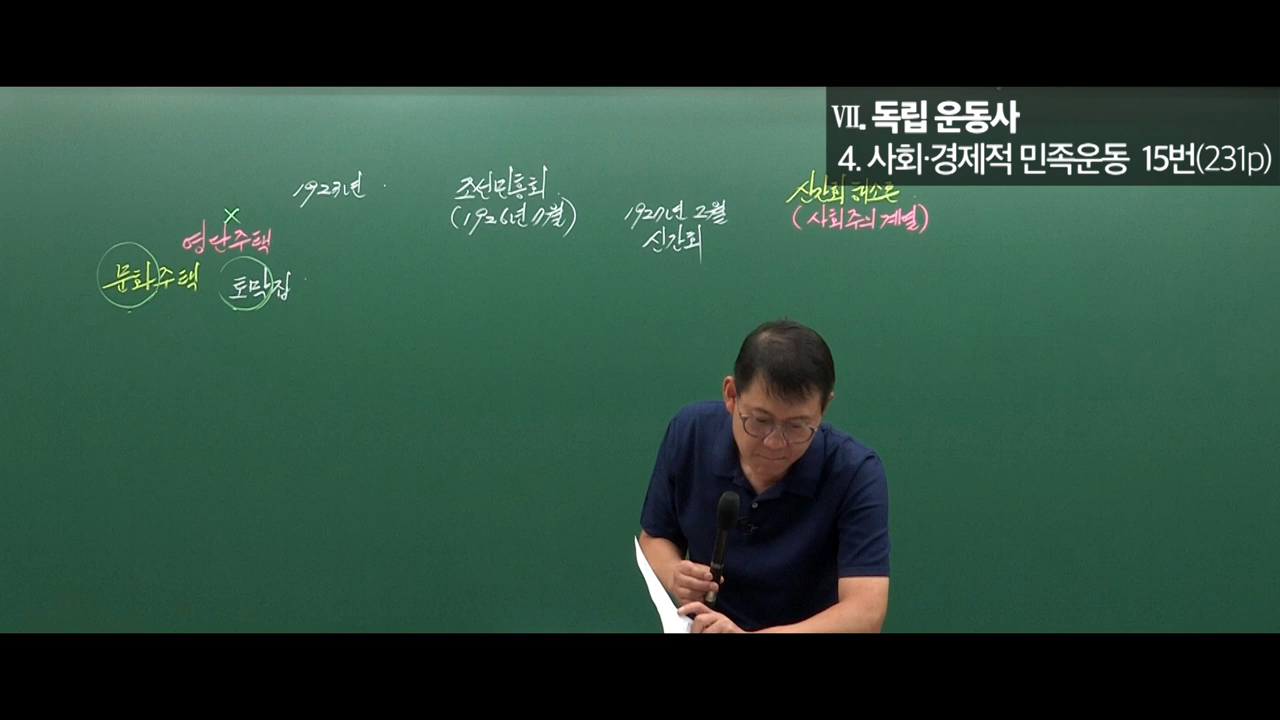 Ⅶ. 독립 운동사
4. 사회·경제적 민족운동 15번(231p)
1923년
조선민흥회
(1926년 7월)
1927년 2월
신간회
신간회 해소론
(사회주의 계열)
×
영단주택
문화주택
토막집